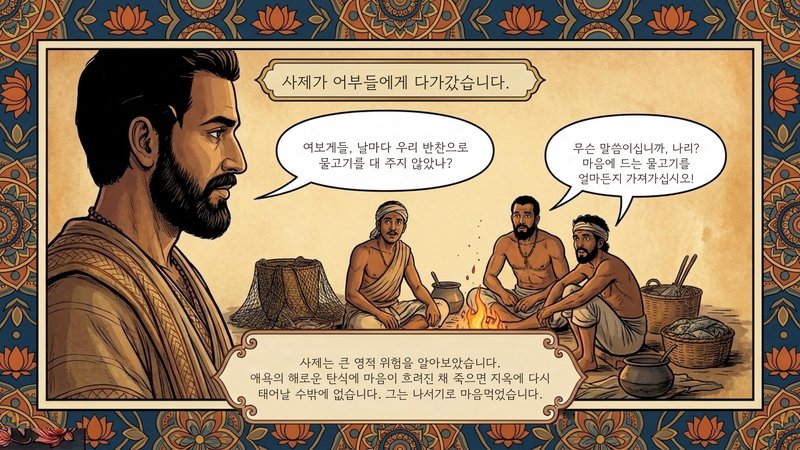 사제가 어부들에게 다가갔습니다.
여보게들, 날마다 우리 반찬으로
물고기를 대 주지 않았나?
무슨 말씀이십니까, 나리?
마음에 드는 물고기를
얼마든지 가져가십시오!
사제는 큰 영적 위험을 알아보았습니다.
애욕의 해로운 탄식에 마음이 흐려진 채 죽으면 지옥에 다시
태어날 수밖에 없습니다. 그는 나서기로 마음먹었습니다.